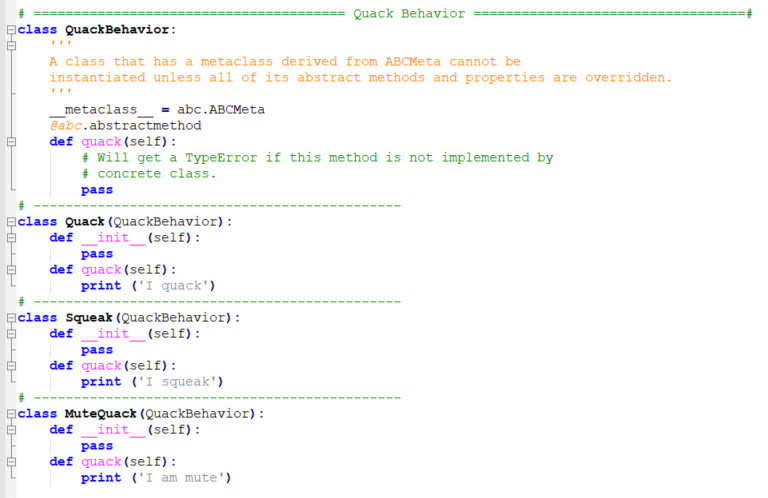 # ======================================= Quack Behavior ==================================#
class QuackBehavior:
    '''
    A class that has a metaclass derived from ABCMeta cannot be
    instantiated unless all of its abstract methods and properties are overridden.
    '''
    __metaclass__ = abc.ABCMeta
    @abc.abstractmethod
    def quack(self):
        # Will get a TypeError if this method is not implemented by
        # concrete class.
        pass
# ----------------------------------------------
class Quack(QuackBehavior):
    def __init__(self):
        pass
    def quack(self):
        print ('I quack')
# ----------------------------------------------
class Squeak(QuackBehavior):
    def __init__(self):
        pass
    def quack(self):
        print ('I squeak')
# ----------------------------------------------
class MuteQuack(QuackBehavior):
    def __init__(self):
        pass
    def quack(self):
        print ('I am mute')